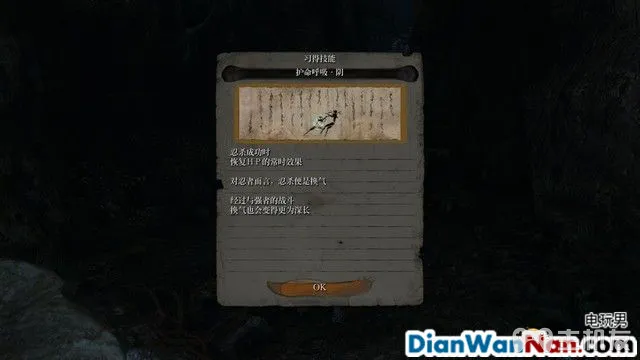 习得技能
护命呼吸·阴
忍杀成功时
恢复HP的常时效果
对忍者而言，忍杀便是换气
经过与强者的战斗
换气也会变得更为深长
OK
电玩男
DianWanNan.com